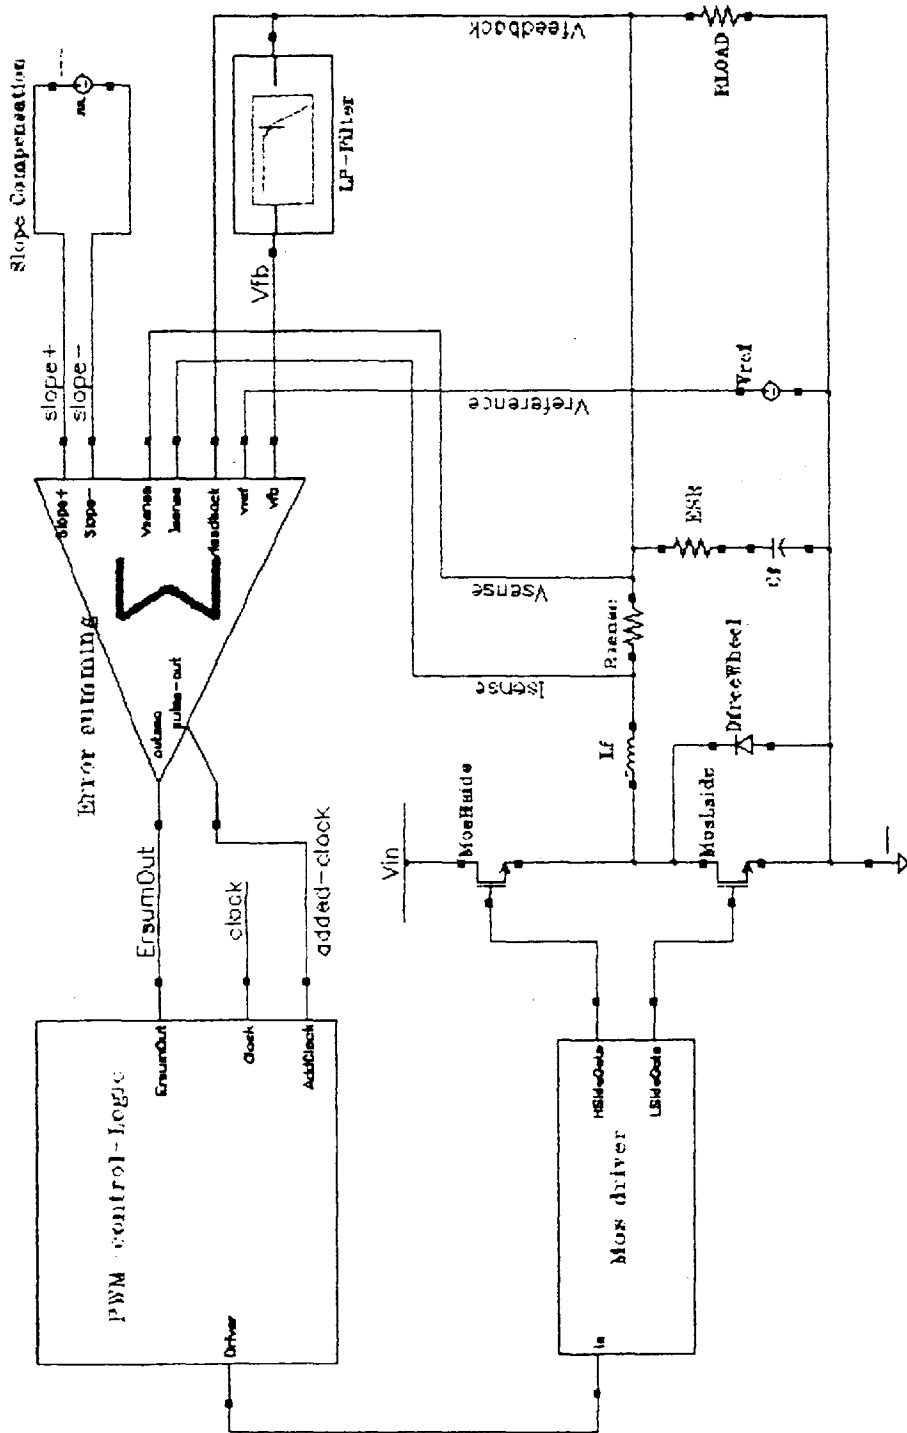 PWM-control-Logic
Driver
ErsumOut
Clock
AddClock
ErsumOut
clock
added-clock
Error summing
outamo
pulse-out
Slope+
Slope-
Vsense
Isense
feedback
vref
vfb
slope+
slope-
Slope Compensation
Vfb
LP-Filter
Vfeedback
Vreference
Vsense
Isense
Mos driver
in
HSideGate
LSideGate
Vin
MosHside
MosLside
Lf
DfreeWheel
Rsense
ESR
Cf
Vref
RLOAD